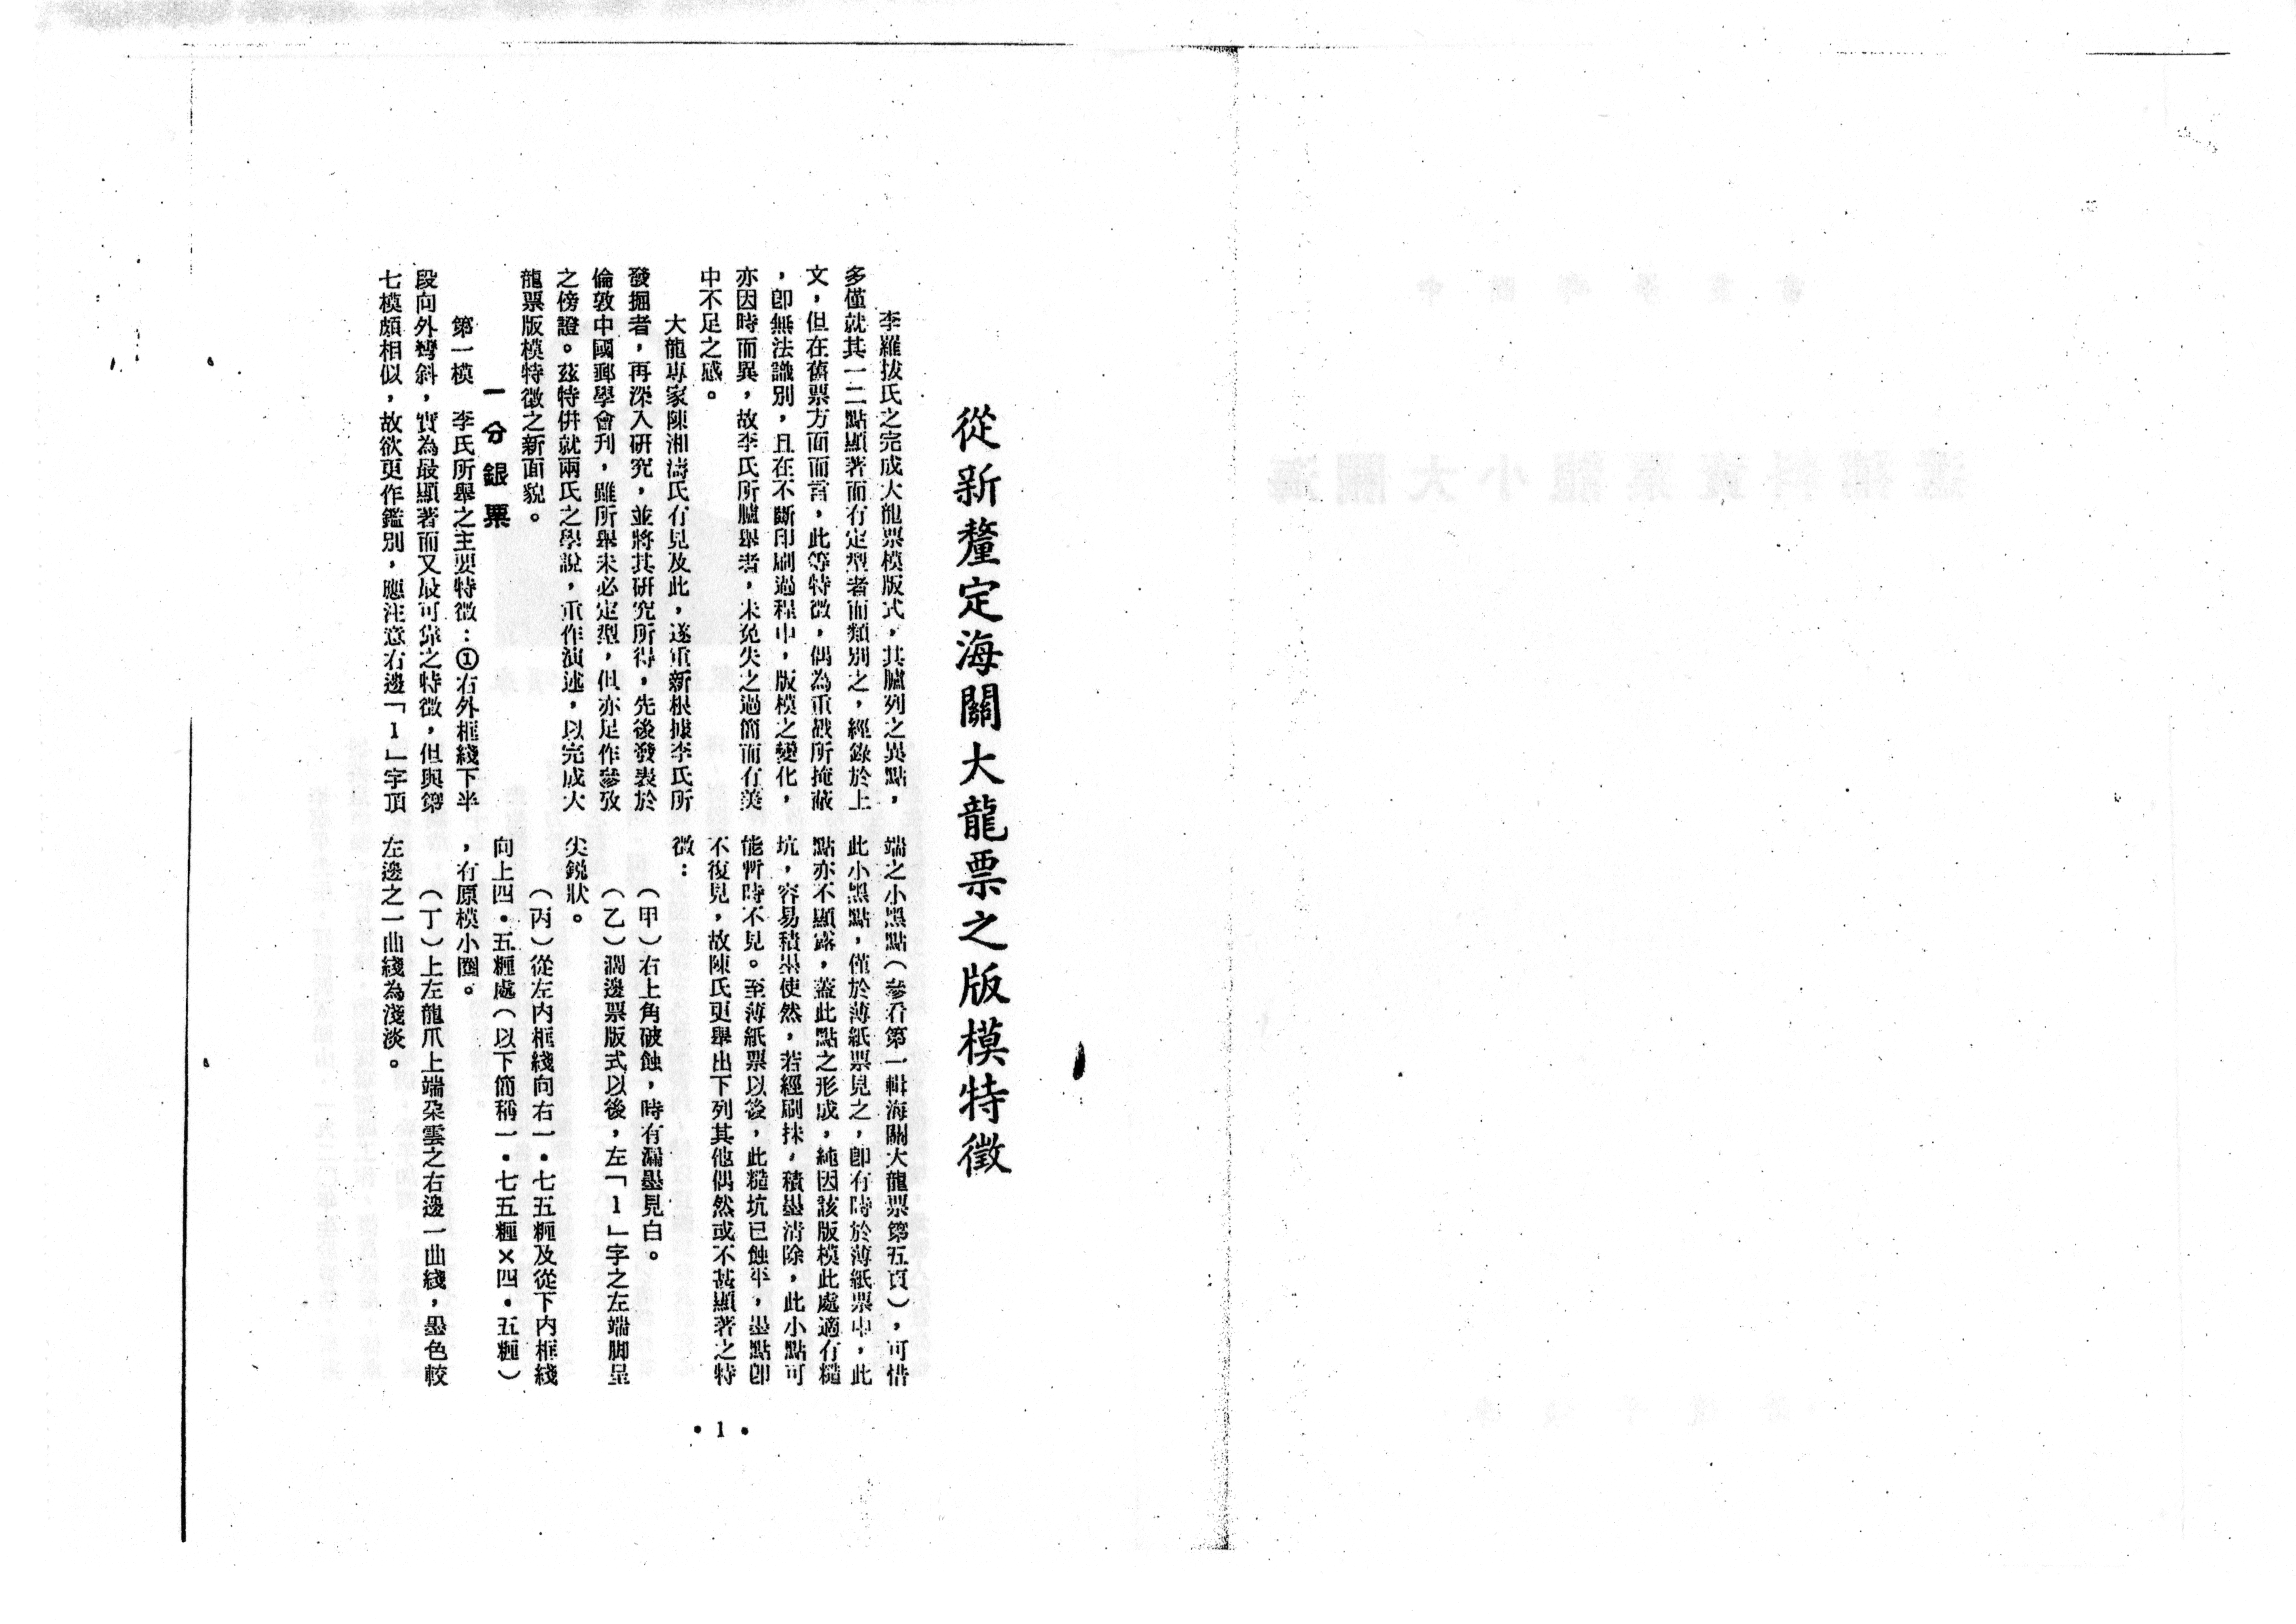 從新釐定海關大龍票之版模特徵
李羅拔氏之完成大龍票模版式，其臚列之異點，
多僅就其一二點顯著而有定型者而類別之，經錄於上
文，但在舊票方面而言，此等特徵，偶為重戳所掩蔽
，卽無法識別，且在不斷印刷過程中，版模之變化，
亦因時而異，故李氏所臚舉者，未免失之過簡而有美
中不足之感。
大龍專家陳湘濤氏有見及此，遂重新根據李氏所
發掘者，再深入研究，並將其研究所得，先後發表於
倫敦中國郵學會刊，雖所舉未必定型，但亦足作參攷
之傍證。茲特併就兩氏之學說，重作演述，以完成大
龍票版模特徵之新面貌。
一分銀票
第一模　李氏所舉之主要特徵：①右外框綫下半
段向外彎斜，實為最顯著而又最可靠之特徵，但與第
七模頗相似，故欲更作鑑別，應注意右邊「1」字頂
端之小黑點（參看第一輯海關大龍票第五頁），可惜
此小黑點，僅於薄紙票見之，卽有時於薄紙票中，此
點亦不顯露，蓋此點之形成，純因該版模此處適有糙
坑，容易積墨使然，若經刷抹，積墨清除，此小點可
能暫時不見。至薄紙票以後，此糙坑已蝕平，墨點卽
不復見，故陳氏更舉出下列其他偶然或不甚顯著之特
徵：
（甲）右上角破蝕，時有漏墨見白。
（乙）濶邊票版式以後，左「1」字之左端脚呈
尖銳狀。
（丙）從左內框綫向右一・七五糎及從下內框綫
向上四・五糎處（以下簡稱一・七五糎×四・五糎）
，有原模小圈。
（丁）上左龍爪上端朶雲之右邊一曲綫，墨色較
左邊之一曲綫為淺淡。
・1・